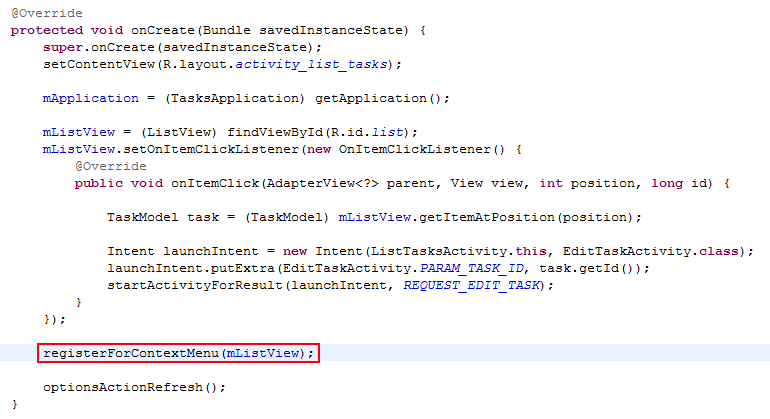 @Override
protected void onCreate(Bundle savedInstanceState) {
super.onCreate(savedInstanceState);
setContentView(R.layout.activity_list_tasks);
mApplication = (TasksApplication) getApplication();
mListView = (ListView) findViewById(R.id.list);
mListView.setOnItemClickListener(new OnItemClickListener() {
@Override
public void onItemClick(AdapterView<?> parent, View view, int position, long id) {
TaskModel task = (TaskModel) mListView.getItemAtPosition(position);
Intent launchIntent = new Intent(ListTasksActivity.this, EditTaskActivity.class);
launchIntent.putExtra(EditTaskActivity.PARAM_TASK_ID, task.getId());
startActivityForResult(launchIntent, REQUEST_EDIT_TASK);
}
});
registerForContextMenu(mListView);
optionsActionRefresh();
}